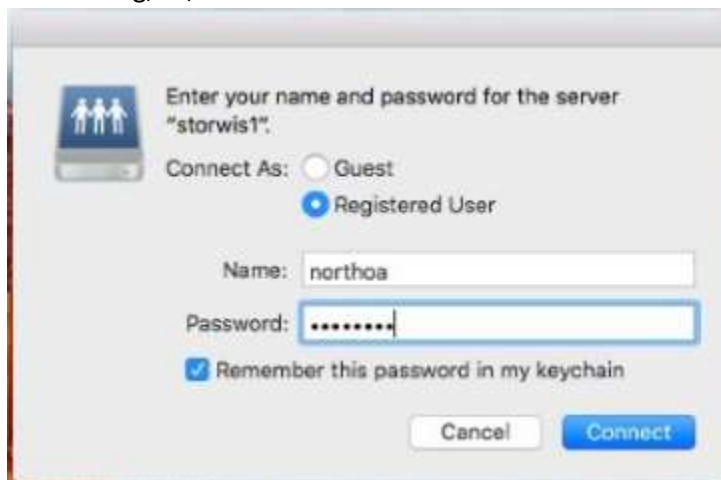 Enter your name and password for the server
"storwis1".
Connect As: Guest
Registered User
Name: northoa
Password: ••••••••
Remember this password in my keychain
Cancel Connect